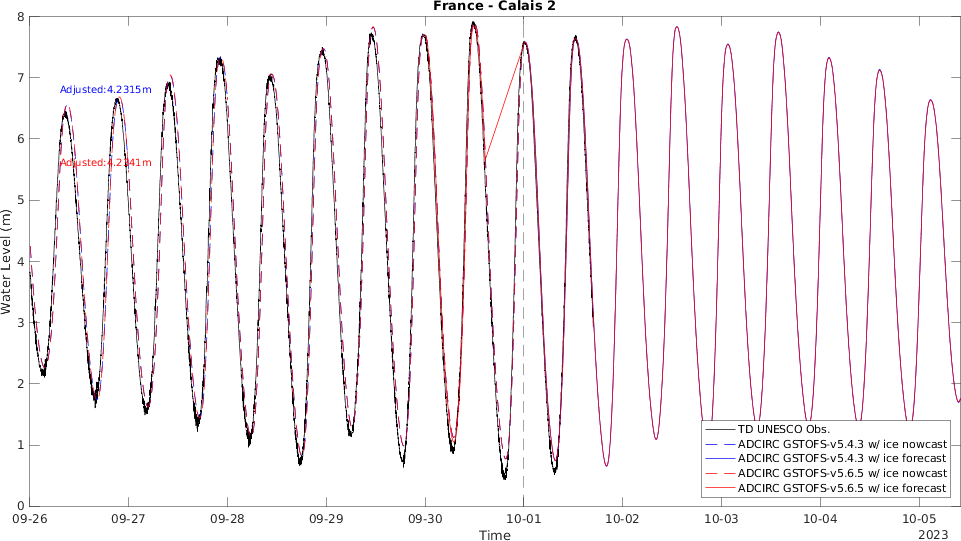 France - Calais 2
8
7
6
5
4
3
2
1
0
Water Level (m)
Adjusted:4.2315m
Adjusted:4.2341m
TD UNESCO Obs.
ADCIRC GSTOFS-v5.4.3 w/ ice nowcast
ADCIRC GSTOFS-v5.4.3 w/ ice forecast
ADCIRC GSTOFS-v5.6.5 w/ ice nowcast
ADCIRC GSTOFS-v5.6.5 w/ ice forecast
09-26 09-27 09-28 09-29 09-30 10-01 10-02 10-03 10-04 10-05
Time
2023